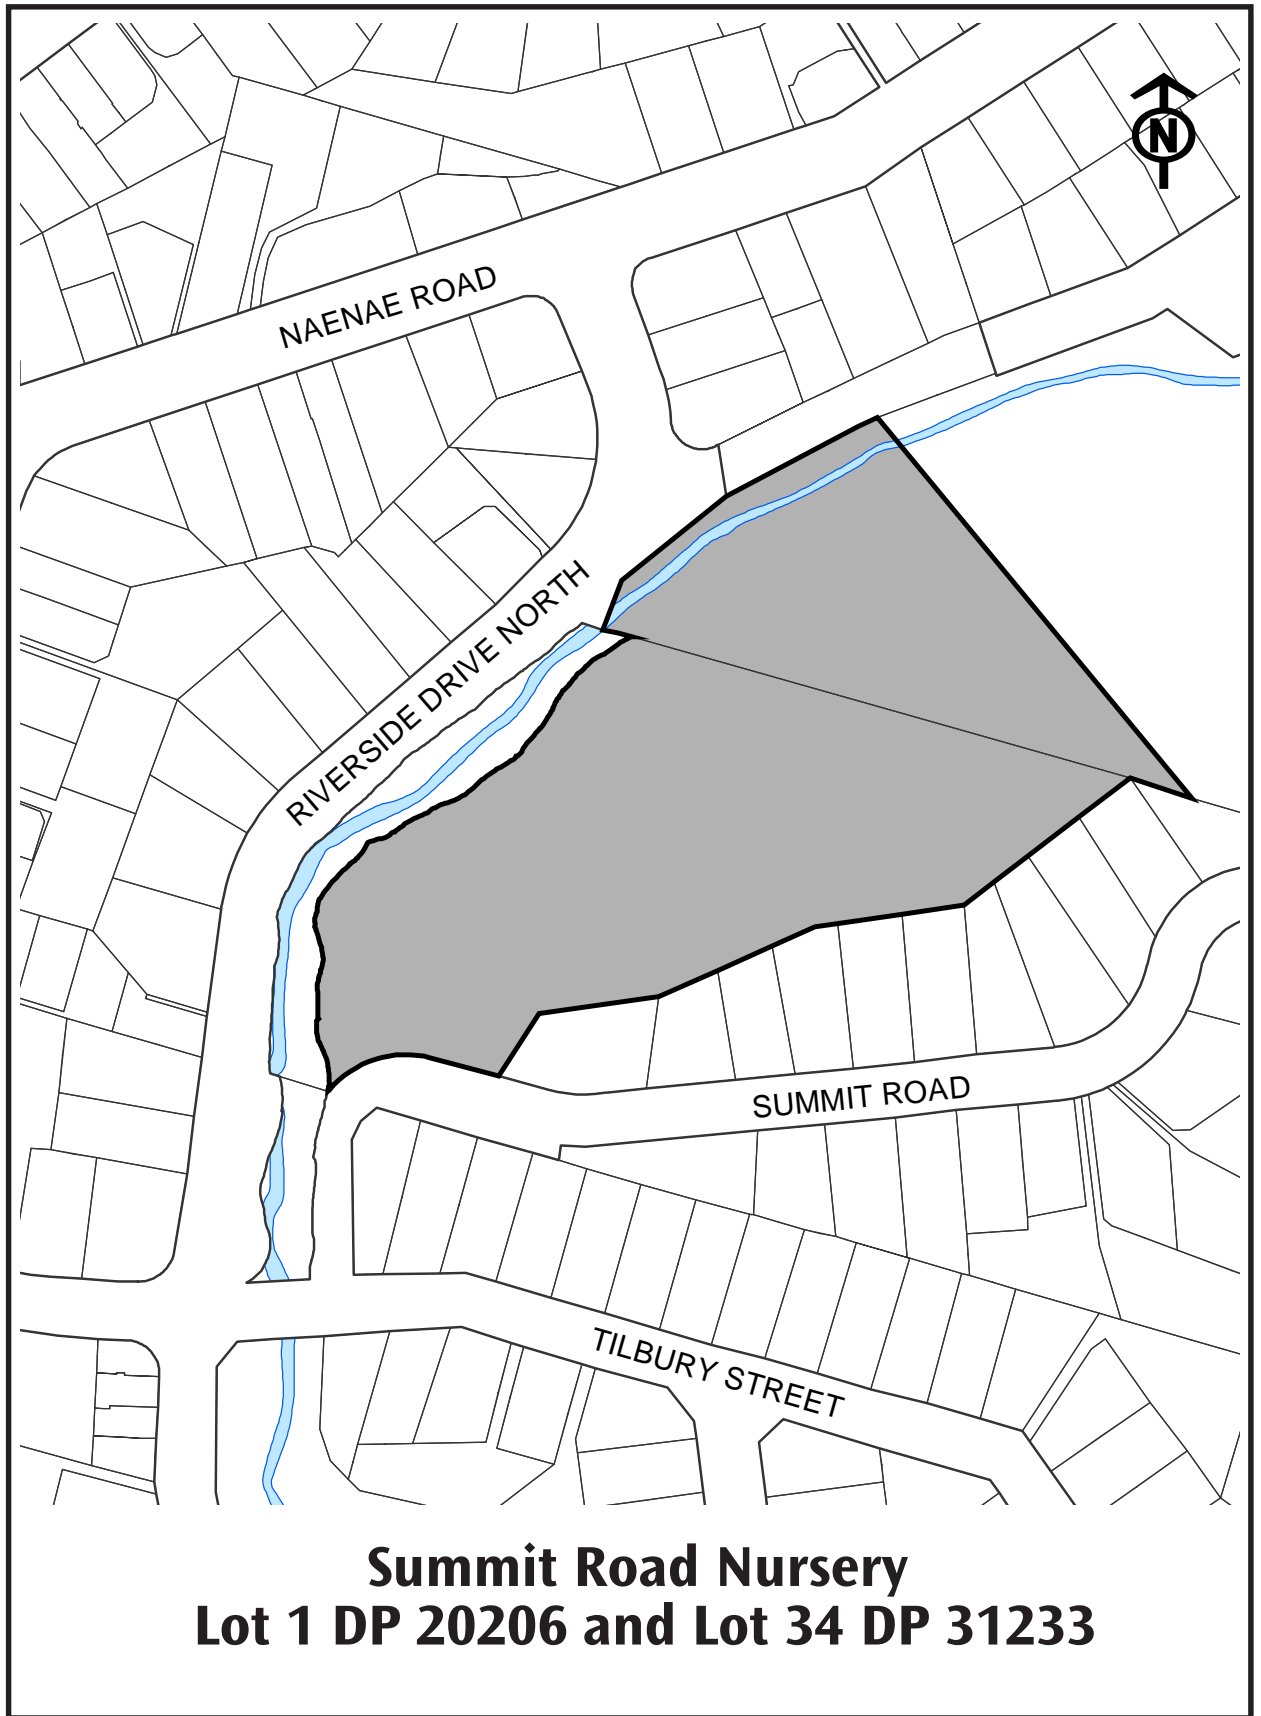 N
NAENAE ROAD
RIVERSIDE DRIVE NORTH
SUMMIT ROAD
TILBURY STREET
Summit Road Nursery
Lot 1 DP 20206 and Lot 34 DP 31233